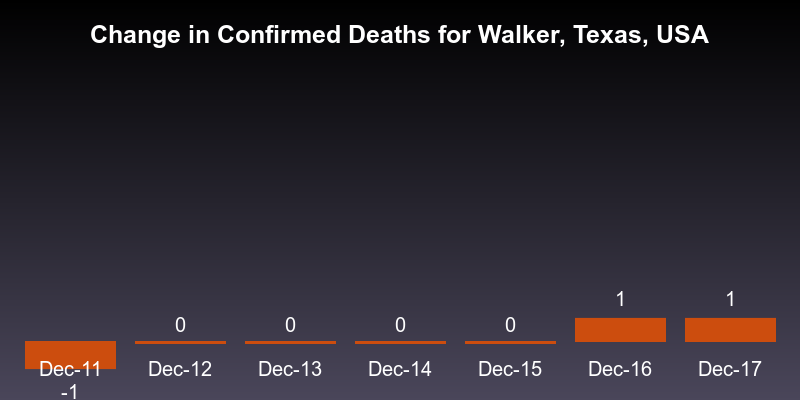 Change in Confirmed Deaths for Walker, Texas, USA
1 1
0 0 0 0
Dec-11 Dec-12 Dec-13 Dec-14 Dec-15 Dec-16 Dec-17
-1